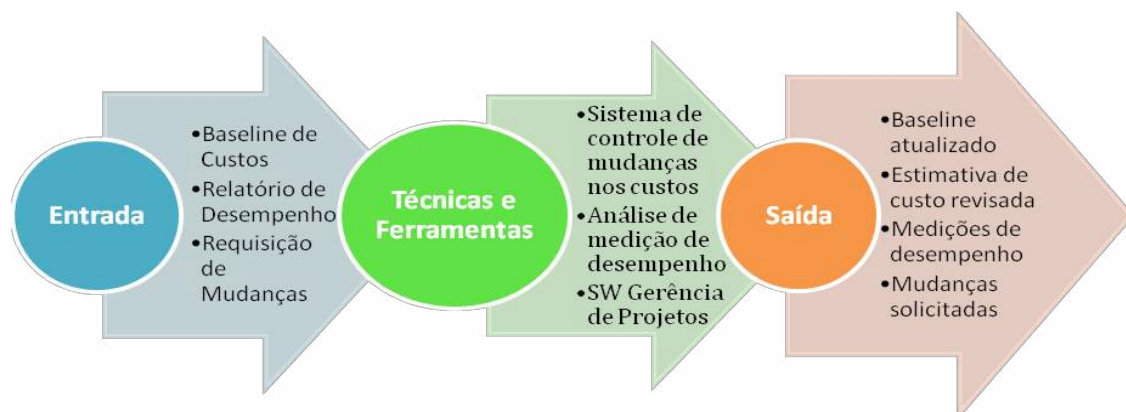 Entrada
•Baseline de
Custos
•Relatório de
Desempenho
•Requisição
de
Mudanças
Técnicas e
Ferramentas
•Sistema de
controle de
mudanças
nos custos
•Análise de
medição de
desempenho
•SW Gerência
de Projetos
Saída
•Baseline
atualizado
•Estimativa de
custo revisada
•Medições de
desempenho
•Mudanças
solicitadas